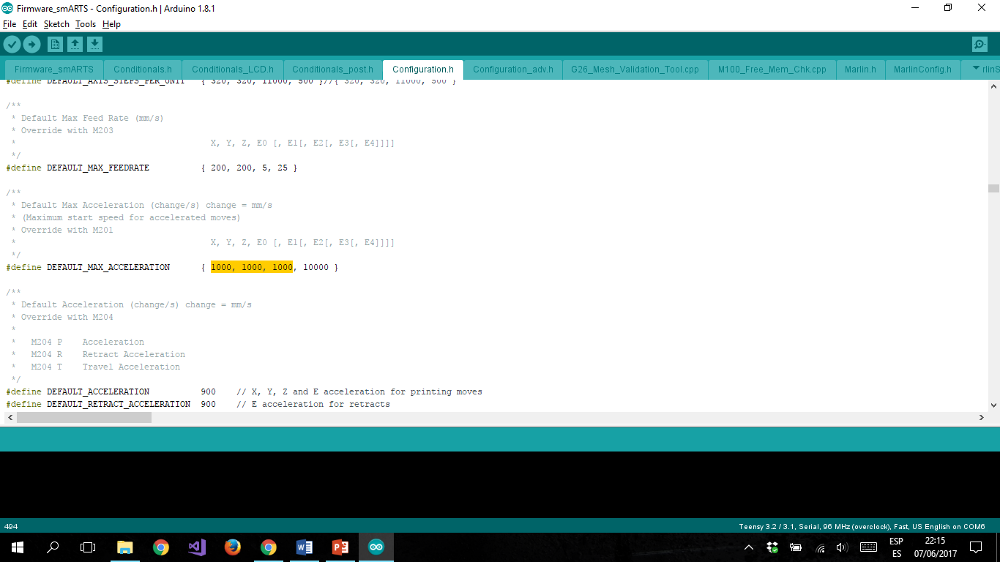 Firmware_smARTS - Configuration.h | Arduino 1.8.1
File Edit Sketch Tools Help
Firmware_smARTS Conditionals.h Conditionals_LCD.h Conditionals_post.h Configuration.h Configuration_adv.h G26_Mesh_Validation_Tool.cpp M100_Free_Mem_Chk.cpp Marlin.h MarlinConfig.h rlinS
#define DEFAULT_AXIS_STEPS_PER_UNIT { 320, 320, 11000, 500 }//{ 320, 320, 11000, 500 }
/**
* Default Max Feed Rate (mm/s)
* Override with M203
* X, Y, Z, E0 [, E1[, E2[, E3[, E4]]]]
*/
#define DEFAULT_MAX_FEEDRATE { 200, 200, 5, 25 }
/**
* Default Max Acceleration (change/s) change = mm/s
* (Maximum start speed for accelerated moves)
* Override with M201
* X, Y, Z, E0 [, E1[, E2[, E3[, E4]]]]
*/
#define DEFAULT_MAX_ACCELERATION { 1000, 1000, 1000, 10000 }
/**
* Default Acceleration (change/s) change = mm/s
* Override with M204
*
* M204 P Acceleration
* M204 R Retract Acceleration
* M204 T Travel Acceleration
*/
#define DEFAULT_ACCELERATION 900 // X, Y, Z and E acceleration for printing moves
#define DEFAULT_RETRACT_ACCELERATION 900 // E acceleration for retracts
494 Teensy 3.2 / 3.1, Serial, 96 MHz (overclock), Fast, US English on COM6
ESP 22:15
ES 07/06/2017